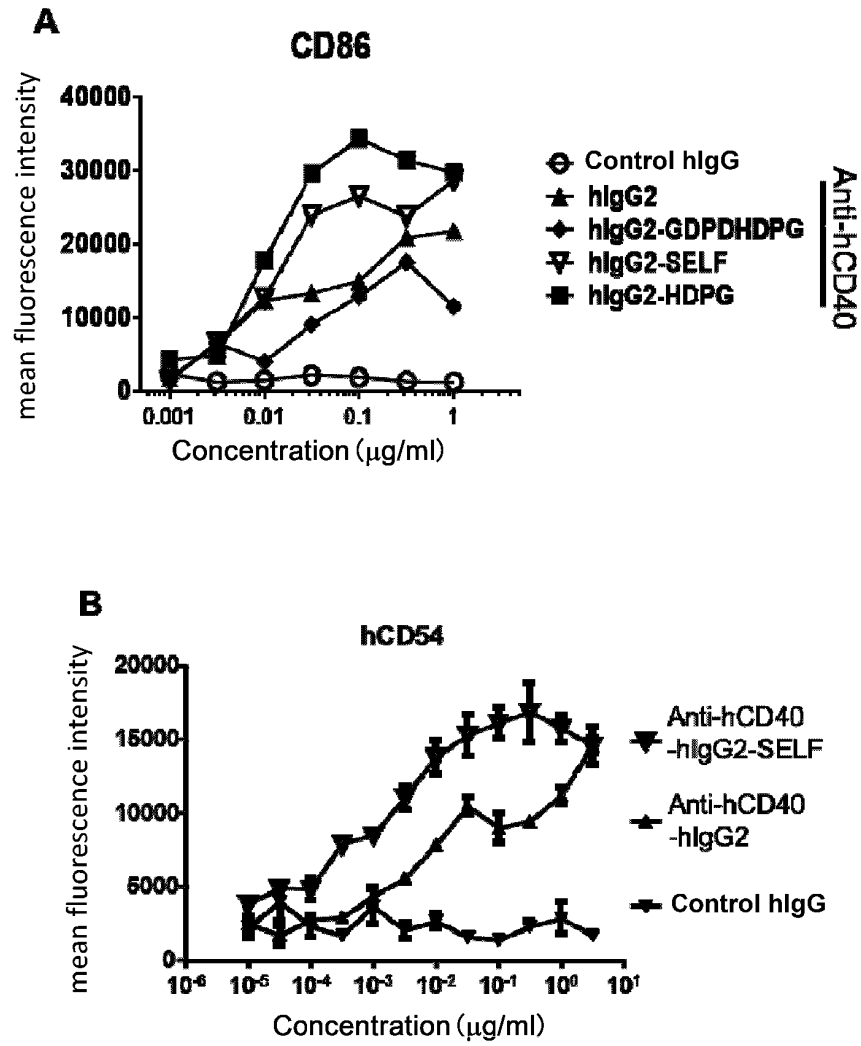 A
CD86
mean fluorescence intensity
40000
30000
20000
10000
0
0.001 0.01 0.1 1
Concentration (μg/ml)
Control hIgG
hIgG2
hIgG2-GDPDHDPG
hIgG2-SELF
hIgG2-HDPG
Anti-hCD40
B
hCD54
mean fluorescence intensity
20000
15000
10000
5000
0
10⁻⁶ 10⁻⁵ 10⁻⁴ 10⁻³ 10⁻² 10⁻¹ 10⁰ 10¹
Concentration (μg/ml)
Anti-hCD40
-hIgG2-SELF
Anti-hCD40
-hIgG2
Control hIgG